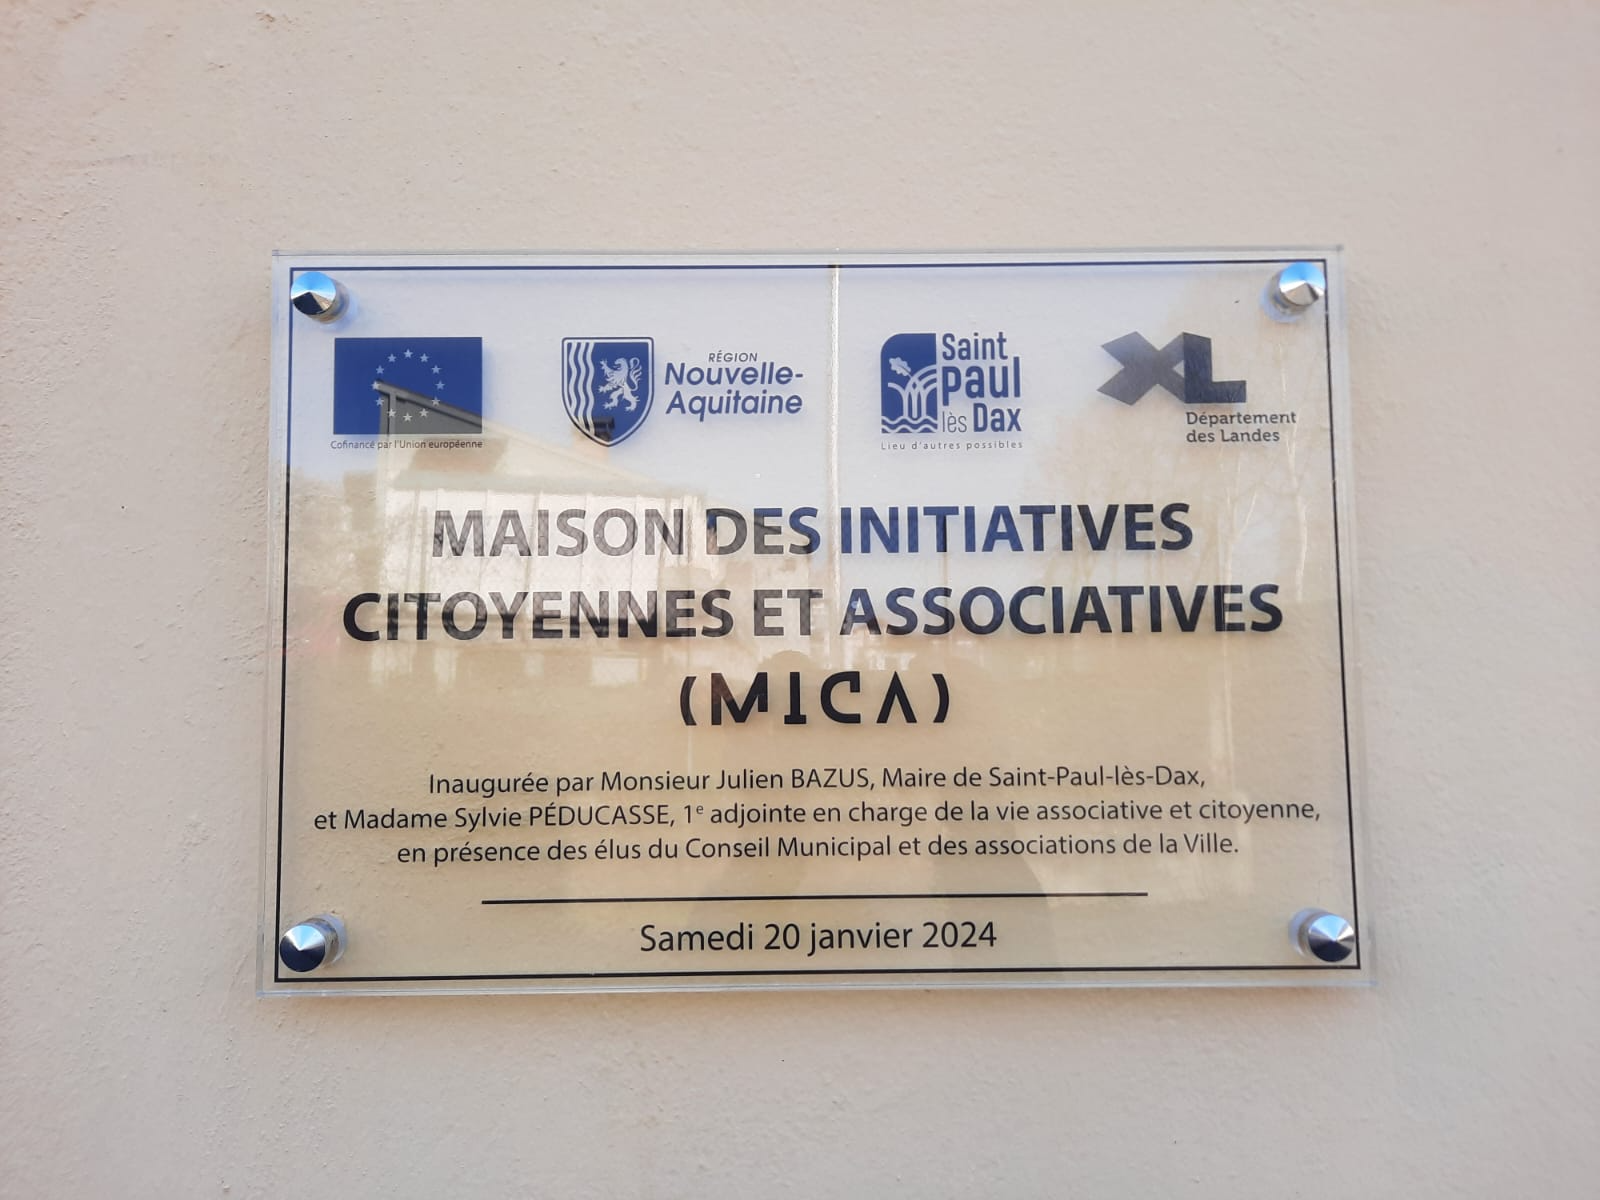 Cofinancé par l'Union européenne
RÉGION
Nouvelle-
Aquitaine
Saint
paul
lès Dax
Lieu d'autres possibles
XL
Département
des Landes
MAISON DES INITIATIVES
CITOYENNES ET ASSOCIATIVES
(MICA)
Inaugurée par Monsieur Julien BAZUS, Maire de Saint-Paul-lès-Dax,
et Madame Sylvie PÉDUCASSE, 1e adjointe en charge de la vie associative et citoyenne,
en présence des élus du Conseil Municipal et des associations de la Ville.
Samedi 20 janvier 2024